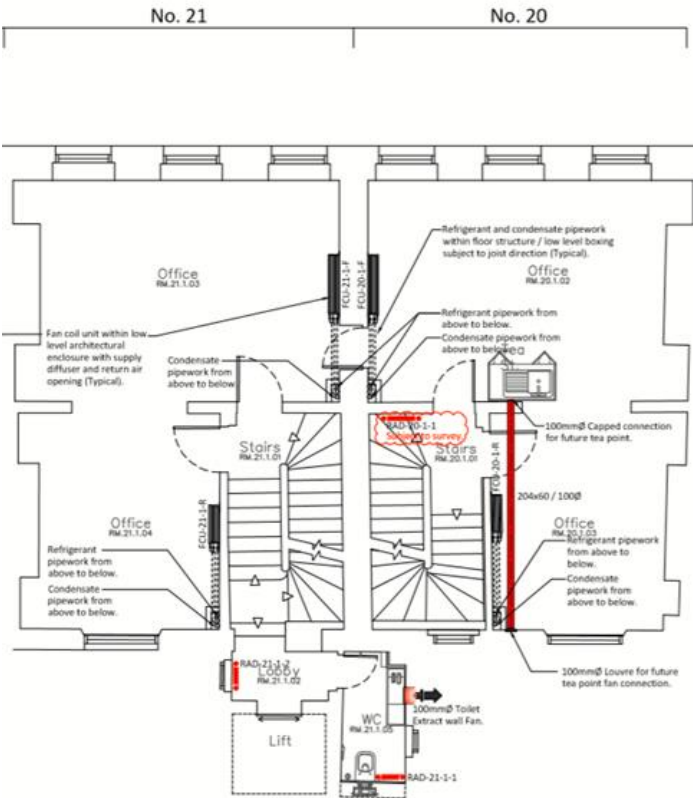 No. 21
No. 20
Refrigerant and condensate pipework
within floor structure / low level boxing
subject to joist direction (Typical).
Office
RM.21.1.03
Office
RM.20.1.02
FCU-21-1-F
FCU-20-1-F
Fan coil unit within low
level architectural
enclosure with supply
diffuser and return air
opening (Typical).
Refrigerant pipework from
above to below.
Condensate pipework from
above to below.
Tea
Condensate
pipework from
above to below.
100mmØ Capped connection
for future tea point.
RAD-20-1-1
Subject to survey.
Stairs
RM.21.1.01
Stairs
RM.20.1.01
FCU-20-1-R
204x60 / 100Ø
FCU-21-1-R
Office
RM.21.1.04
Office
RM.20.1.03
Refrigerant
pipework from
above to below.
Condensate
pipework from
above to below.
Refrigerant pipework
from above to
below.
Condensate
pipework from
above to below.
RAD-21-1-2
Lobby
RM.21.1.02
100mmØ Louvre for future
tea point fan connection.
100mmØ Toilet
Extract wall Fan.
WC
RM.21.1.05
Lift
RAD-21-1-1